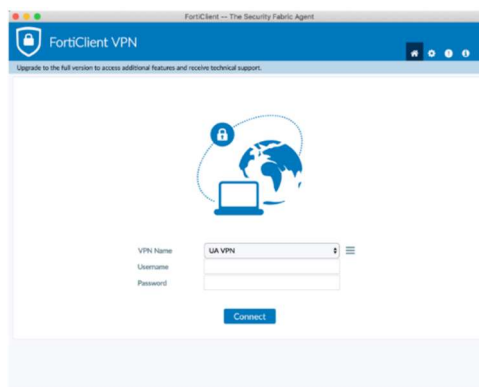 FortiClient — The Security Fabric Agent
FortiClient VPN
Upgrade to the full version to access additional features and receive technical support.
VPN Name
UA VPN
Username
Password
Connect